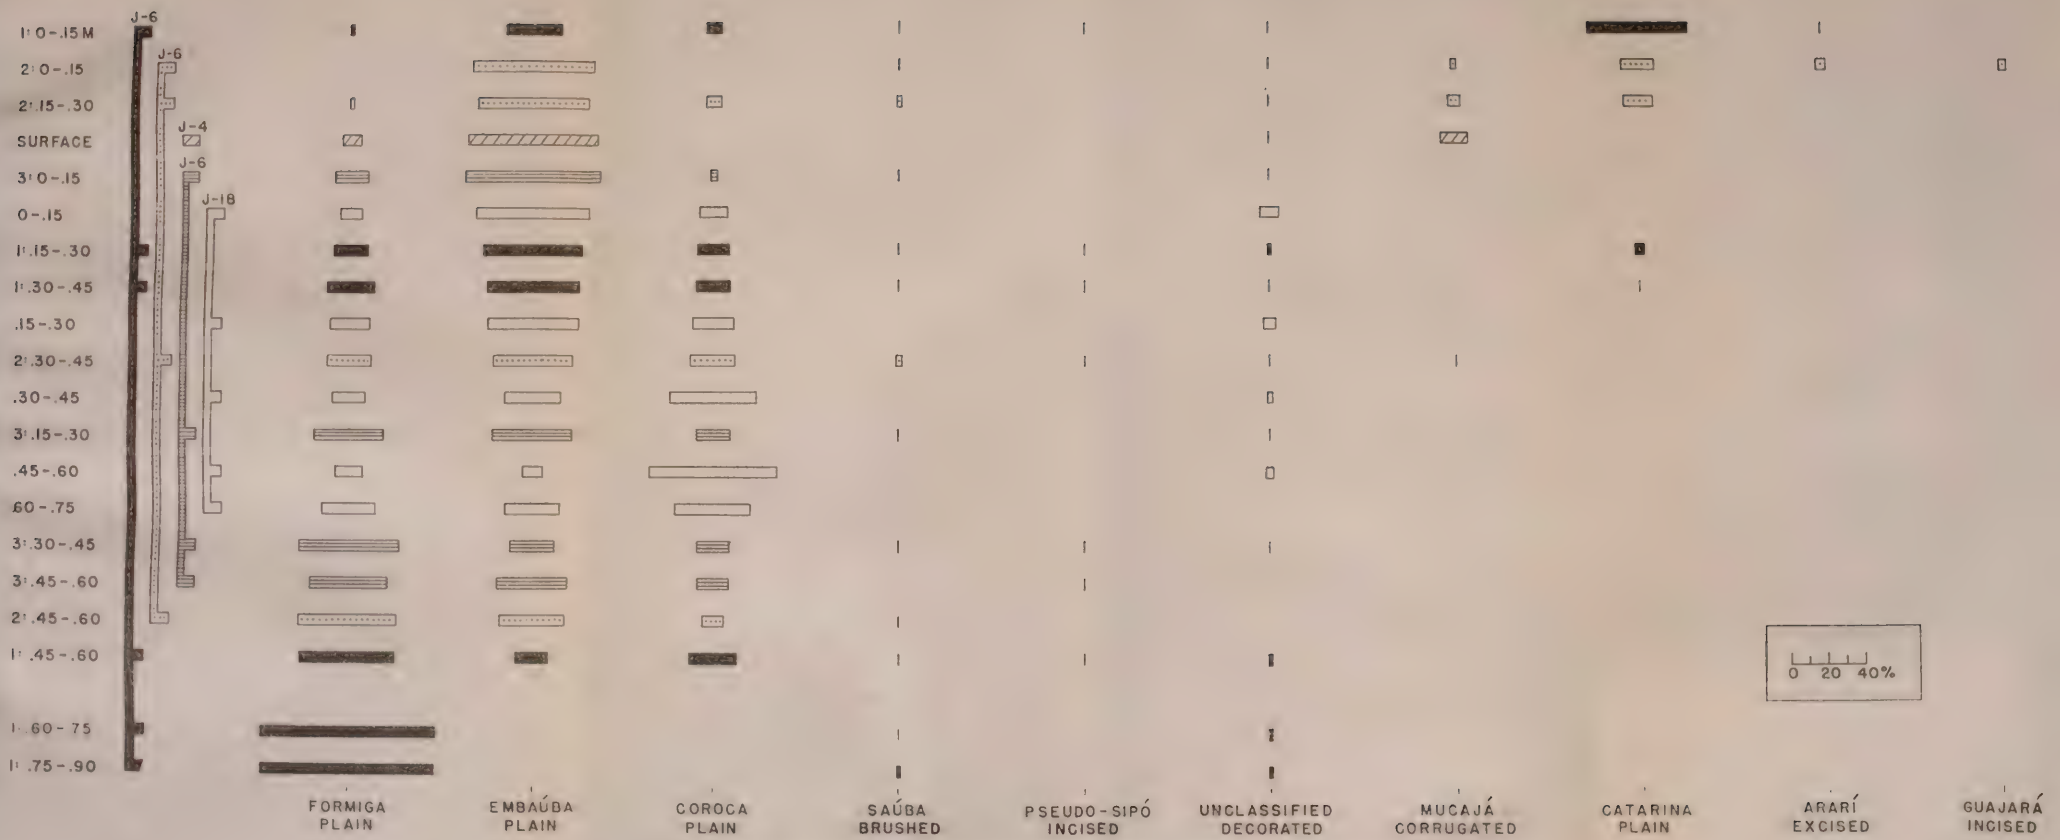 J-6
1: 0-.15 M
J-6
2: 0-.15
2: .15-.30
J-4
SURFACE
J-6
3: 0-.15
J-18
0-.15
1: .15-.30
1: .30-.45
.15-.30
2: .30-.45
.30-.45
3: .15-.30
.45-.60
.60-.75
3: .30-.45
3: .45-.60
2: .45-.60
1: .45-.60
0 20 40%
1: .60-75
1: .75-.90
FORMIGA PLAIN
EMBAÚBA PLAIN
COROCA PLAIN
SAÚBA BRUSHED
PSEUDO-SIPÓ INCISED
UNCLASSIFIED DECORATED
MUCAJÁ CORRUGATED
CATARINA PLAIN
ARARÍ EXCISED
GUAJARÁ INCISED